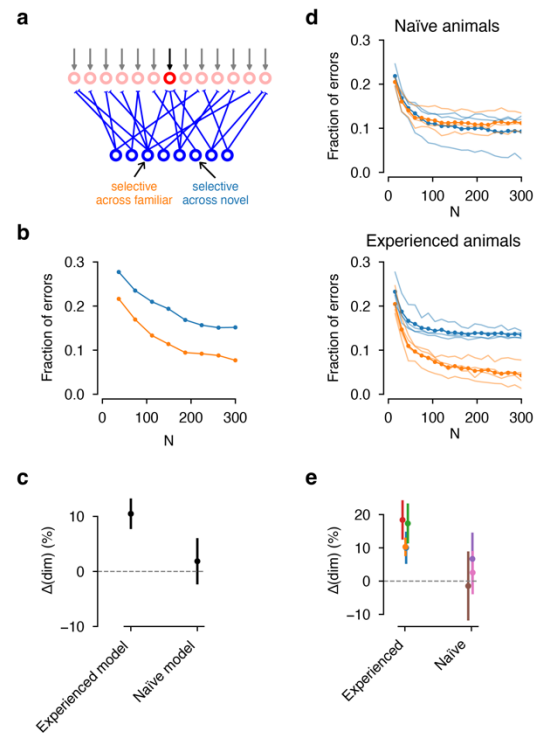 a
selective
across familiar
selective
across novel
b
0.3
0.2
0.1
0.0
Fraction of errors
0
100
200
300
N
c
10
0
−10
Δ(dim) (%)
Experienced model
Naïve model
d
Naïve animals
0.3
0.2
0.1
0.0
Fraction of errors
0
100
200
300
N
Experienced animals
0.3
0.2
0.1
0.0
Fraction of errors
0
100
200
300
N
e
20
10
0
−10
Δ(dim) (%)
Experienced
Naïve